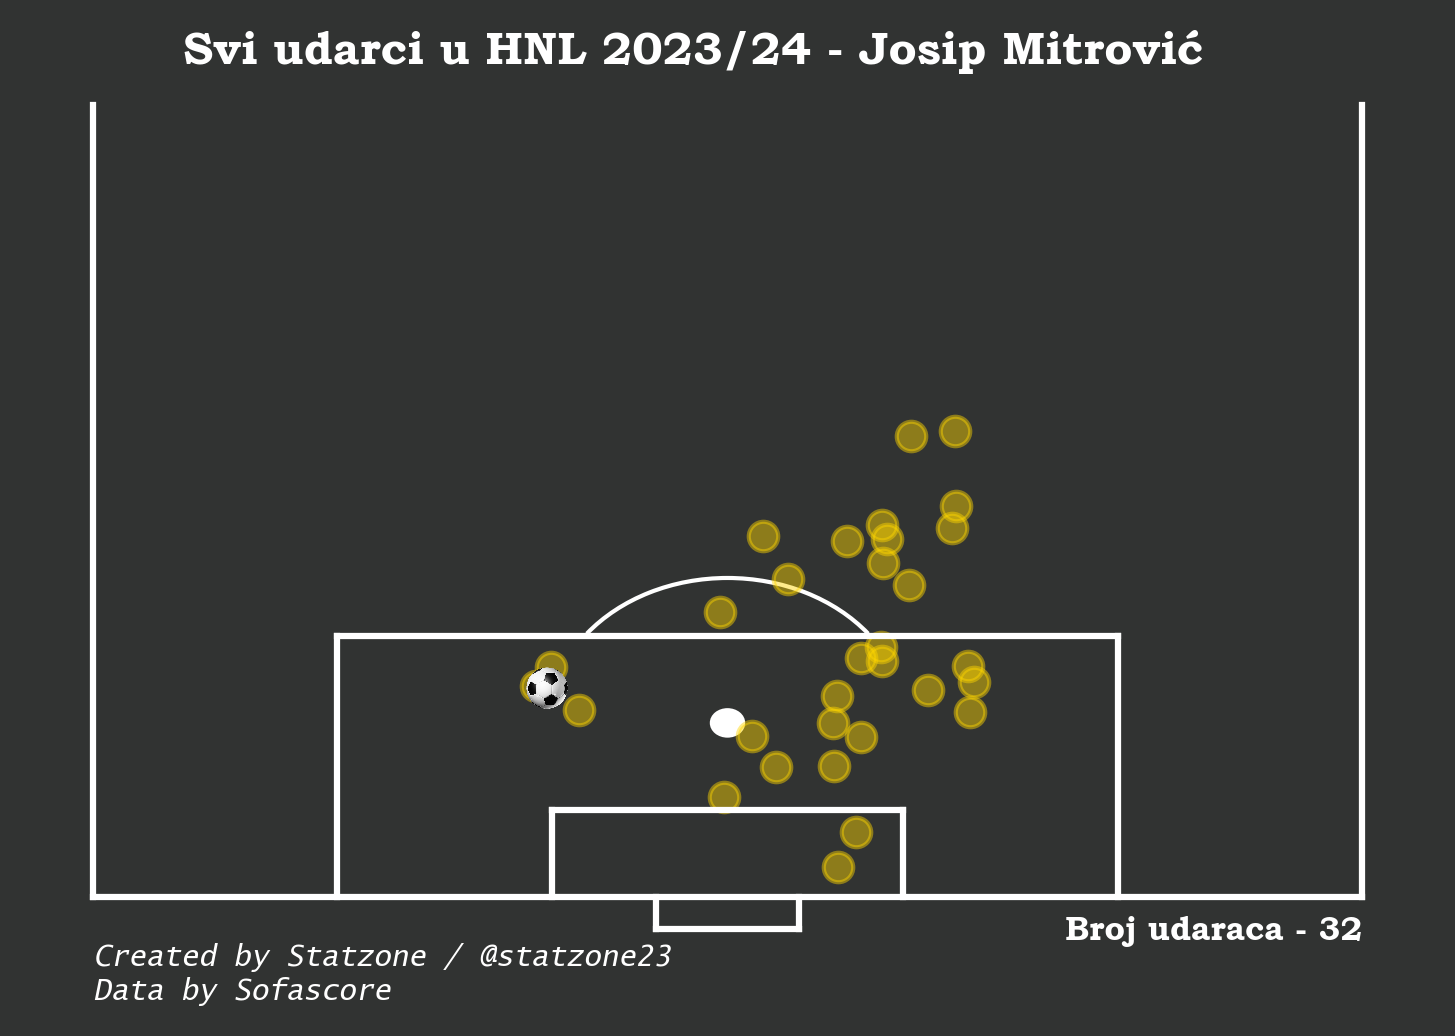 Svi udarci u HNL 2023/24 - Josip Mitrović
Broj udaraca - 32
Created by Statzone / @statzone23
Data by Sofascore